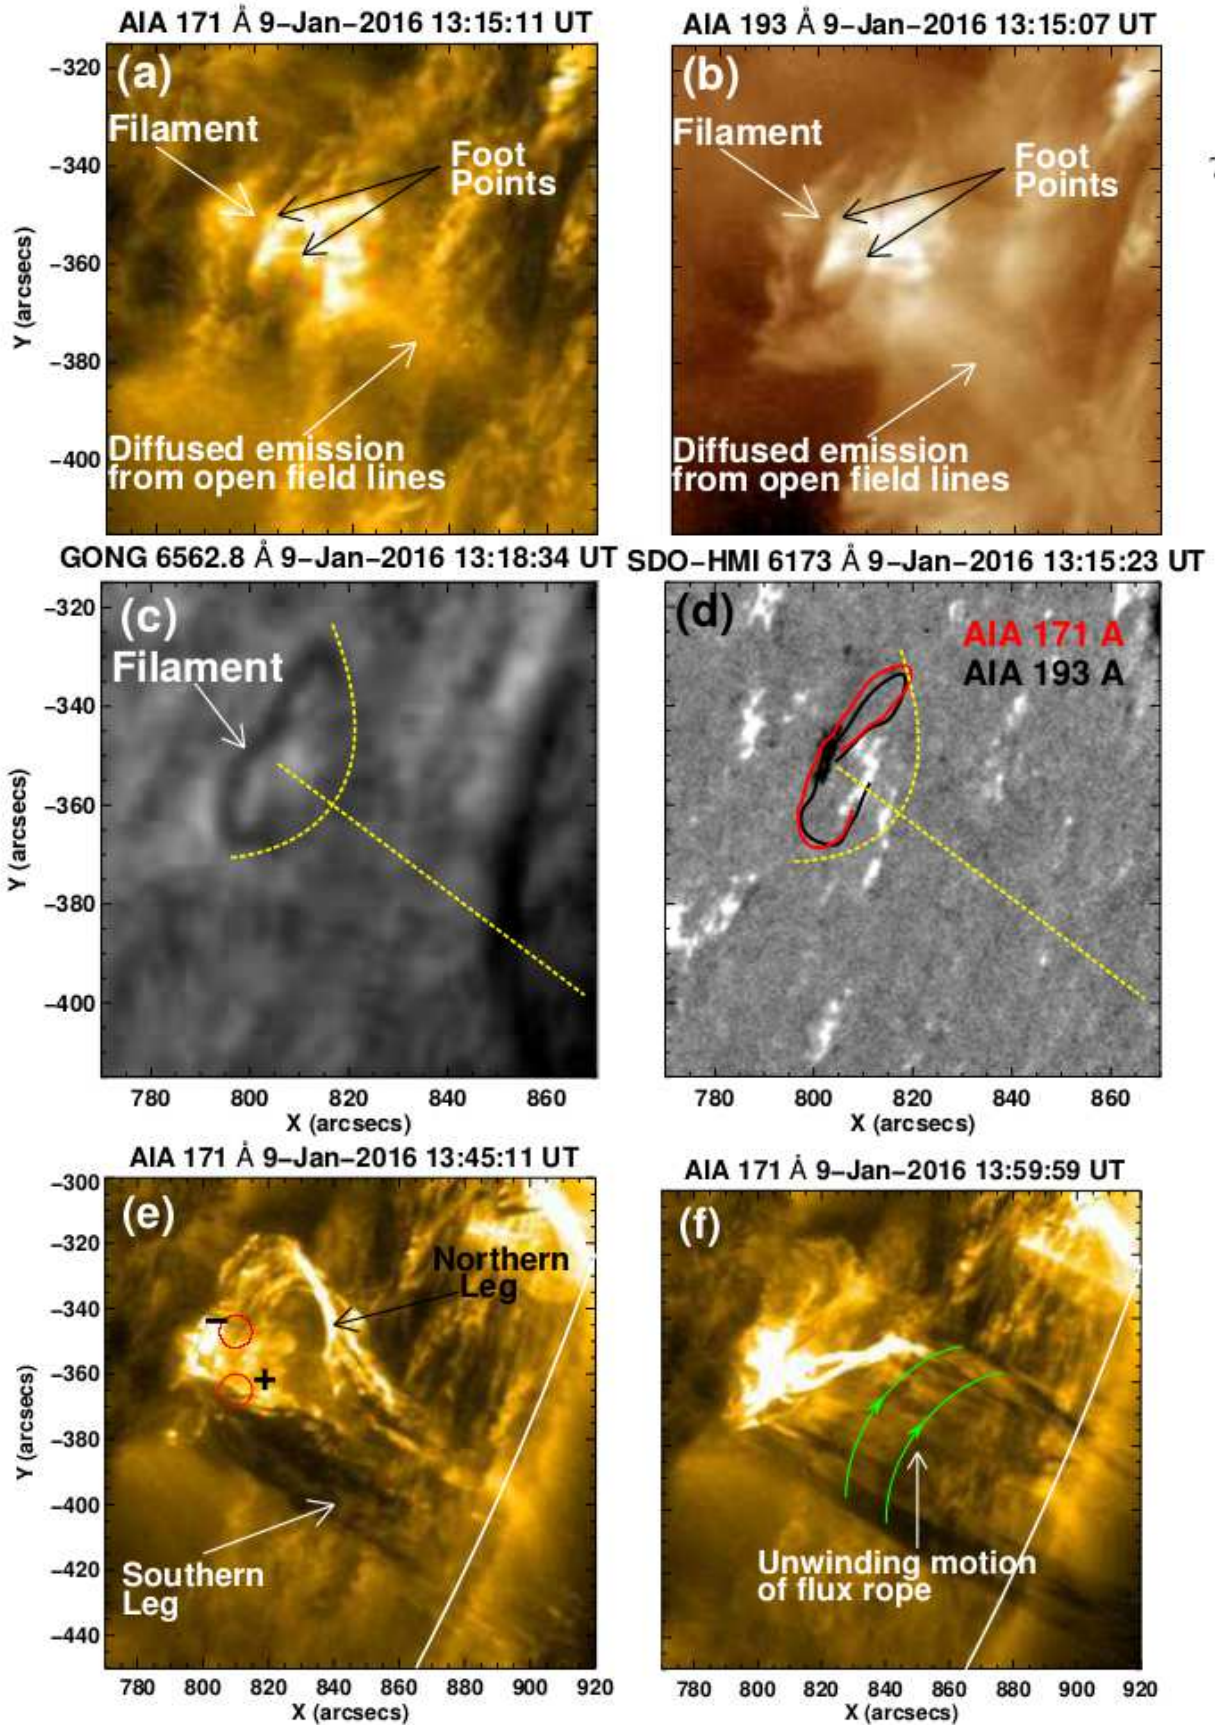 AIA 171 Å 9-Jan-2016 13:15:11 UT
AIA 193 Å 9-Jan-2016 13:15:07 UT
(a)
Filament
Foot
Points
Diffused emission
from open field lines
-320
-340
-360
-380
-400
Y (arcsecs)
(b)
Filament
Foot
Points
Diffused emission
from open field lines
GONG 6562.8 Å 9-Jan-2016 13:18:34 UT
SDO-HMI 6173 Å 9-Jan-2016 13:15:23 UT
(c)
Filament
-320
-340
-360
-380
-400
Y (arcsecs)
780 800 820 840 860
X (arcsecs)
(d)
AIA 171 A
AIA 193 A
780 800 820 840 860
X (arcsecs)
AIA 171 Å 9-Jan-2016 13:45:11 UT
AIA 171 Å 9-Jan-2016 13:59:59 UT
(e)
Northern
Leg
−
+
Southern
Leg
-300
-320
-340
-360
-380
-400
-420
-440
Y (arcsecs)
780 800 820 840 860 880 900 920
X (arcsecs)
(f)
Unwinding motion
of flux rope
780 800 820 840 860 880 900 920
X (arcsecs)